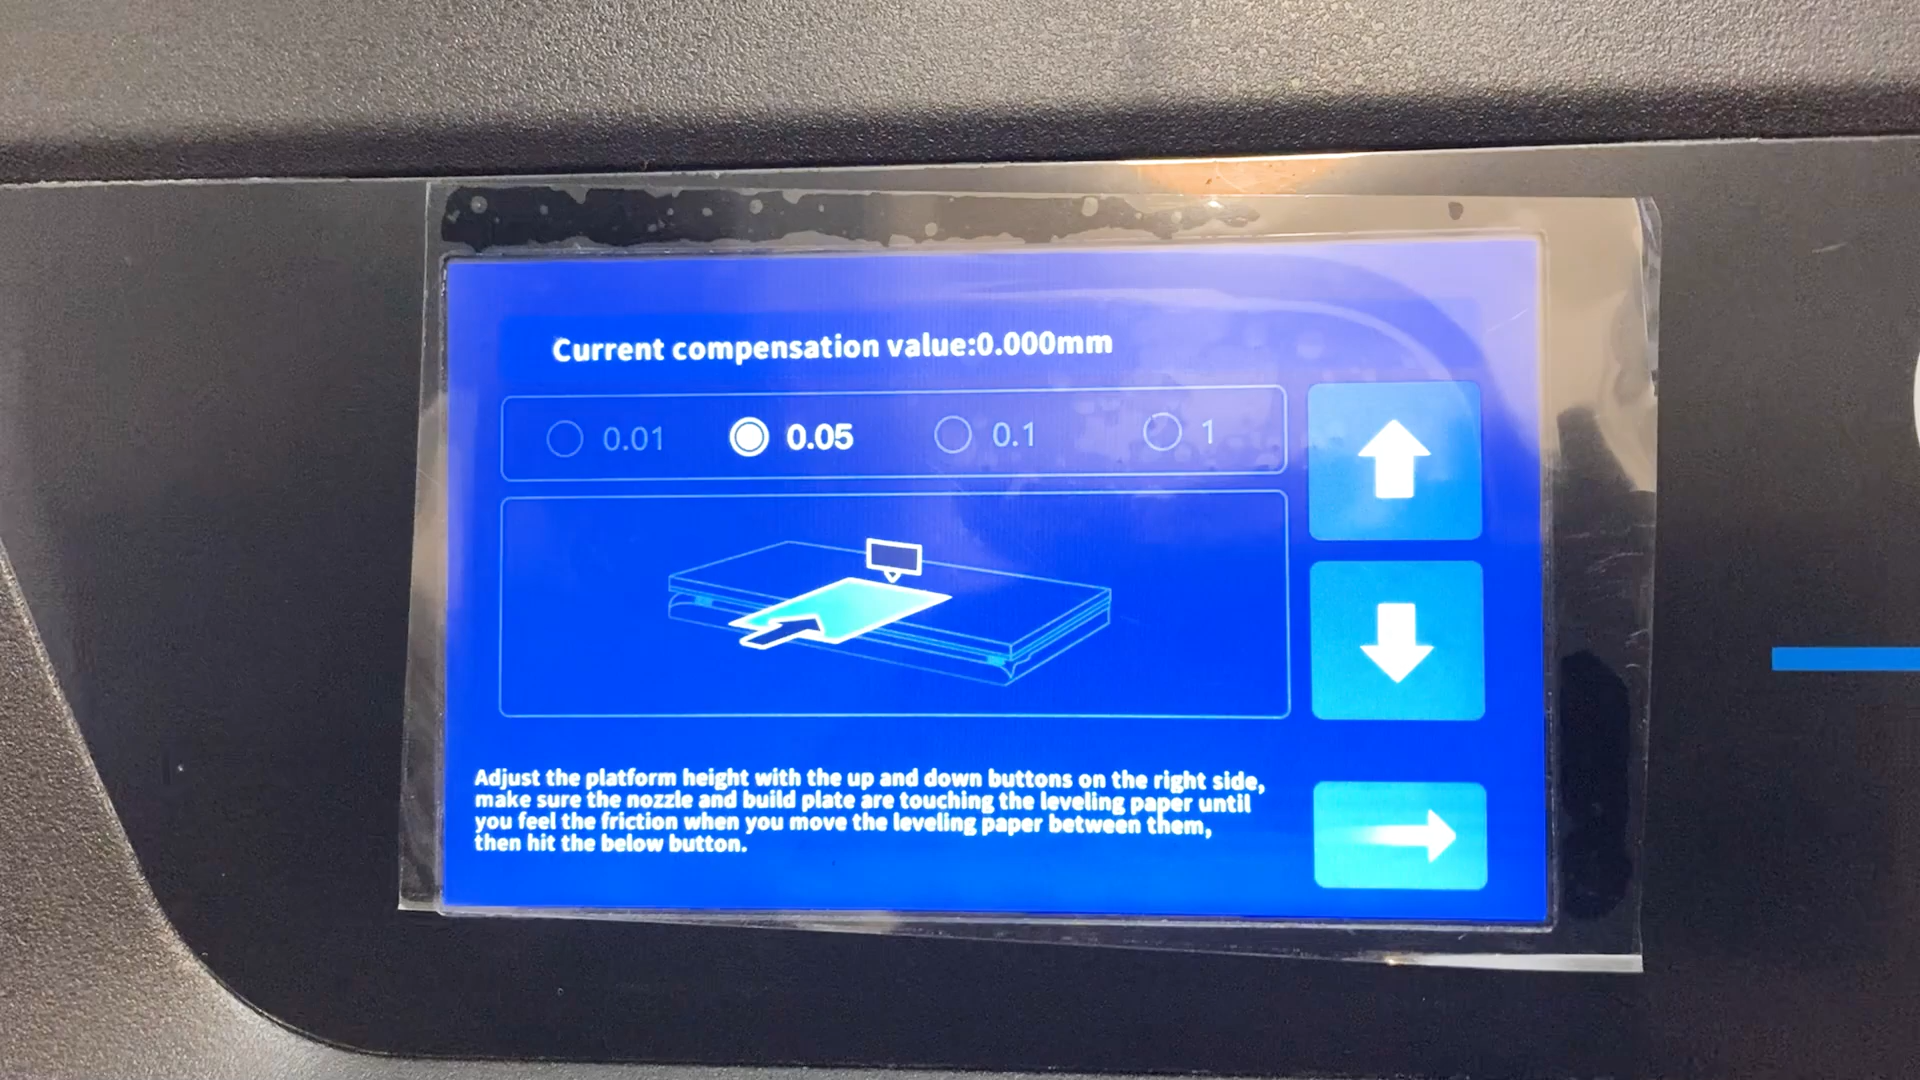 Current compensation value:0.000mm
0.01 0.05 0.1 1
Adjust the platform height with the up and down buttons on the right side,
make sure the nozzle and build plate are touching the leveling paper until
you feel the friction when you move the leveling paper between them,
then hit the below button.